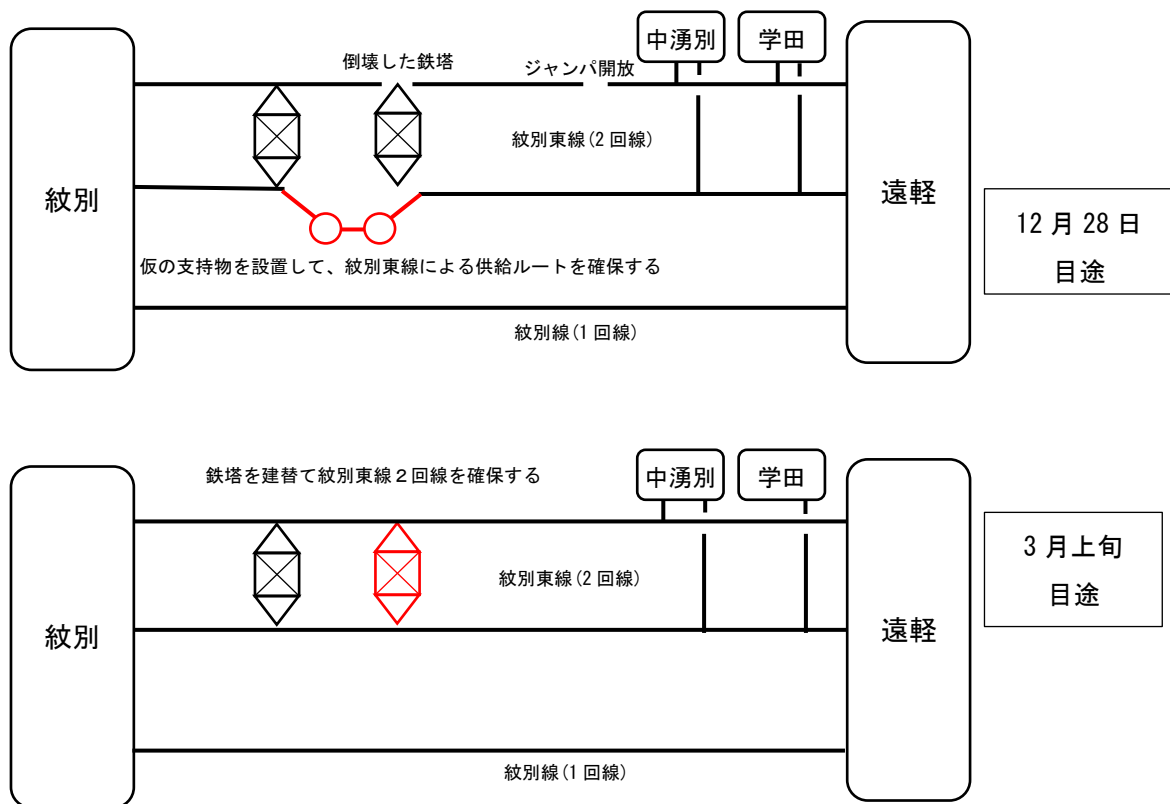 中湧別
学田
倒壊した鉄塔
ジャンパ開放
紋別東線(2 回線)
紋別
遠軽
12 月 28 日
目途
仮の支持物を設置して、紋別東線による供給ルートを確保する
紋別線(1 回線)
鉄塔を建替て紋別東線２回線を確保する
中湧別
学田
3 月上旬
目途
紋別東線(2 回線)
紋別
遠軽
紋別線(1 回線)